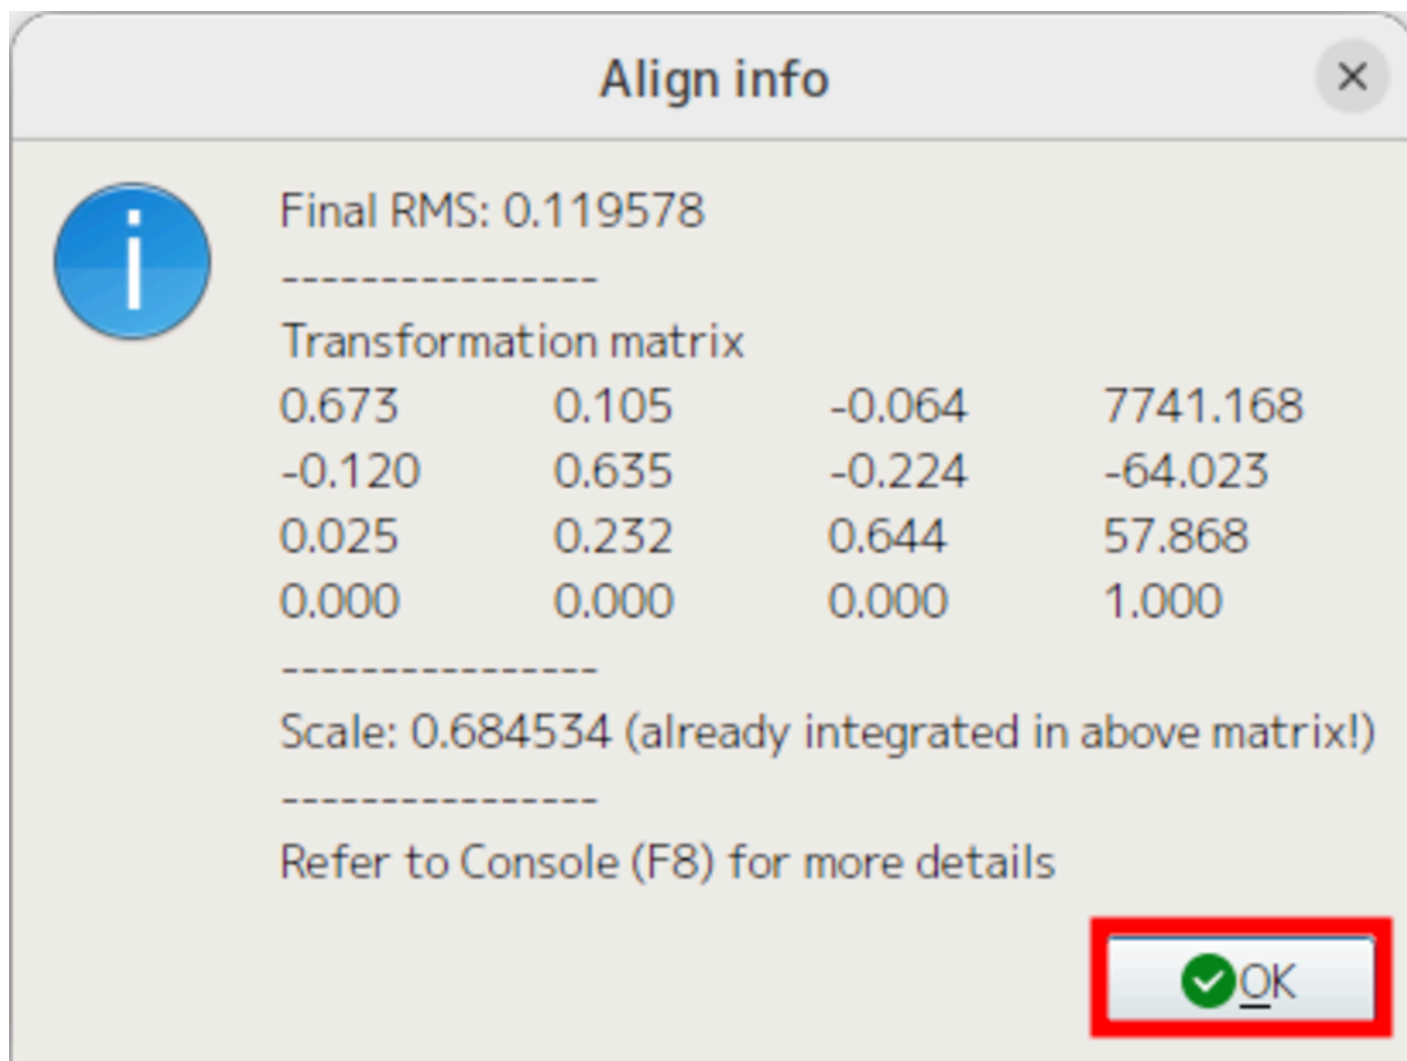 Align info
Final RMS: 0.119578
----------------
Transformation matrix
0.673 0.105 -0.064 7741.168
-0.120 0.635 -0.224 -64.023
0.025 0.232 0.644 57.868
0.000 0.000 0.000 1.000
----------------
Scale: 0.684534 (already integrated in above matrix!)
----------------
Refer to Console (F8) for more details
OK